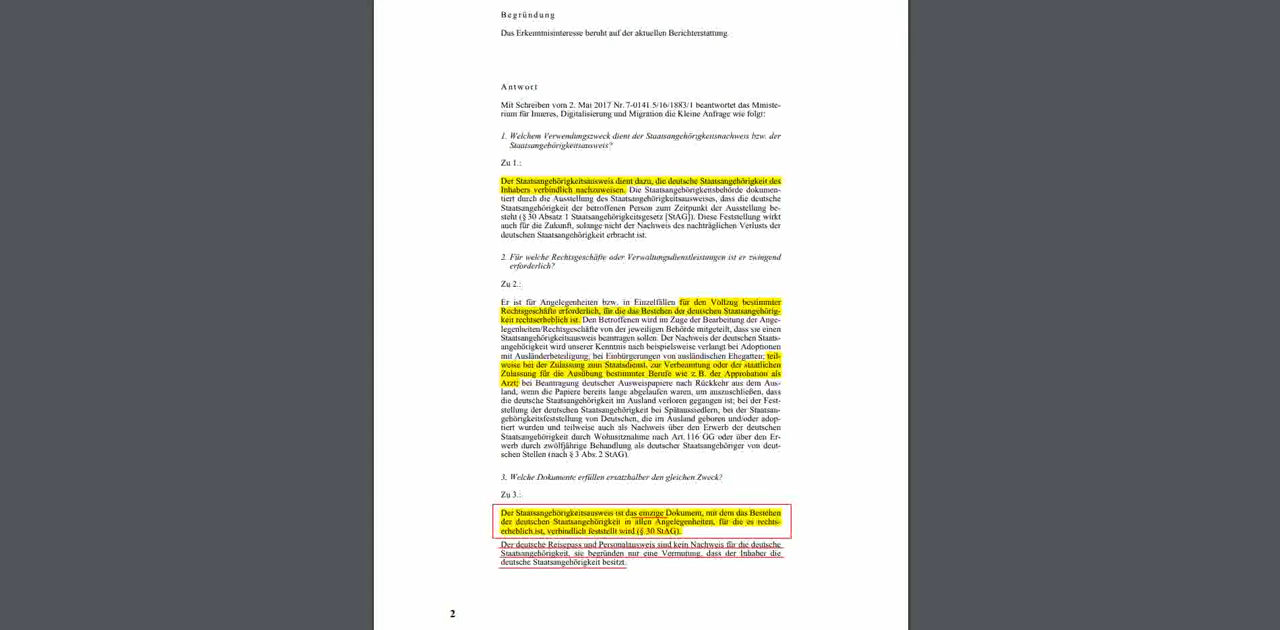 Begründung
Das Erkenntnisinteresse beruht auf der aktuellen Berichterstattung.
Antwort
Mit Schreiben vom 2. Mai 2017 Nr. 7-0141.5/16/1883/1 beantwortet das Ministe-
rium für Inneres, Digitalisierung und Migration die Kleine Anfrage wie folgt:
1. Welchem Verwendungszweck dient der Staatsangehörigkeitsnachweis bzw. der
Staatsangehörigkeitsausweis?
Zu 1.:
Der Staatsangehörigkeitsausweis dient dazu, die deutsche Staatsangehörigkeit des
Inhabers verbindlich nachzuweisen. Die Staatsangehörigkeitsbehörde dokumen-
tiert durch die Ausstellung des Staatsangehörigkeitsausweises, dass die deutsche
Staatsangehörigkeit der betroffenen Person zum Zeitpunkt der Ausstellung be-
steht (§ 30 Absatz 1 Staatsangehörigkeitsgesetz [StAG]). Diese Feststellung wirkt
auch für die Zukunft, solange nicht der Nachweis des nachträglichen Verlusts der
deutschen Staatsangehörigkeit erbracht ist.
2. Für welche Rechtsgeschäfte oder Verwaltungsdienstleistungen ist er zwingend
erforderlich?
Zu 2.:
Er ist für Angelegenheiten bzw. in Einzelfällen für den Vollzug bestimmter
Rechtsgeschäfte erforderlich, für die das Bestehen der deutschen Staatsangehörig-
keit rechtserheblich ist. Den Betroffenen wird im Zuge der Bearbeitung der Ange-
legenheiten/Rechtsgeschäfte von der jeweiligen Behörde mitgeteilt, dass sie einen
Staatsangehörigkeitsausweis beantragen sollen. Der Nachweis der deutschen Staats-
angehörigkeit wird unserer Kenntnis nach beispielsweise verlangt bei Adoptionen
mit Ausländerbeteiligung; bei Einbürgerungen von ausländischen Ehegatten; teil-
weise bei der Zulassung zum Staatsdienst, zur Verbeamtung oder der staatlichen
Zulassung für die Ausübung bestimmter Berufe wie z. B. der Approbation als
Arzt; bei Beantragung deutscher Ausweispapiere nach Rückkehr aus dem Aus-
land, wenn die Papiere bereits lange abgelaufen waren, um auszuschließen, dass
die deutsche Staatsangehörigkeit im Ausland verloren gegangen ist; bei der Fest-
stellung der deutschen Staatsangehörigkeit bei Spätaussiedlern, bei der Staatsan-
gehörigkeitsfeststellung von Deutschen, die im Ausland geboren und/oder adop-
tiert wurden und teilweise auch als Nachweis über den Erwerb der deutschen
Staatsangehörigkeit durch Wohnsitznahme nach Art. 116 GG oder über den Er-
werb durch zwölfjährige Behandlung als deutscher Staatsangehöriger von deut-
schen Stellen (nach § 3 Abs. 2 StAG).
3. Welche Dokumente erfüllen ersatzhalber den gleichen Zweck?
Zu 3.:
Der Staatsangehörigkeitsausweis ist das einzige Dokument, mit dem das Bestehen
der deutschen Staatsangehörigkeit in allen Angelegenheiten, für die es rechts-
erheblich ist, verbindlich feststellt wird (§ 30 StAG).
Der deutsche Reisepass und Personalausweis sind kein Nachweis für die deutsche
Staatsangehörigkeit, sie begründen nur eine Vermutung, dass der Inhaber die
deutsche Staatsangehörigkeit besitzt.
2